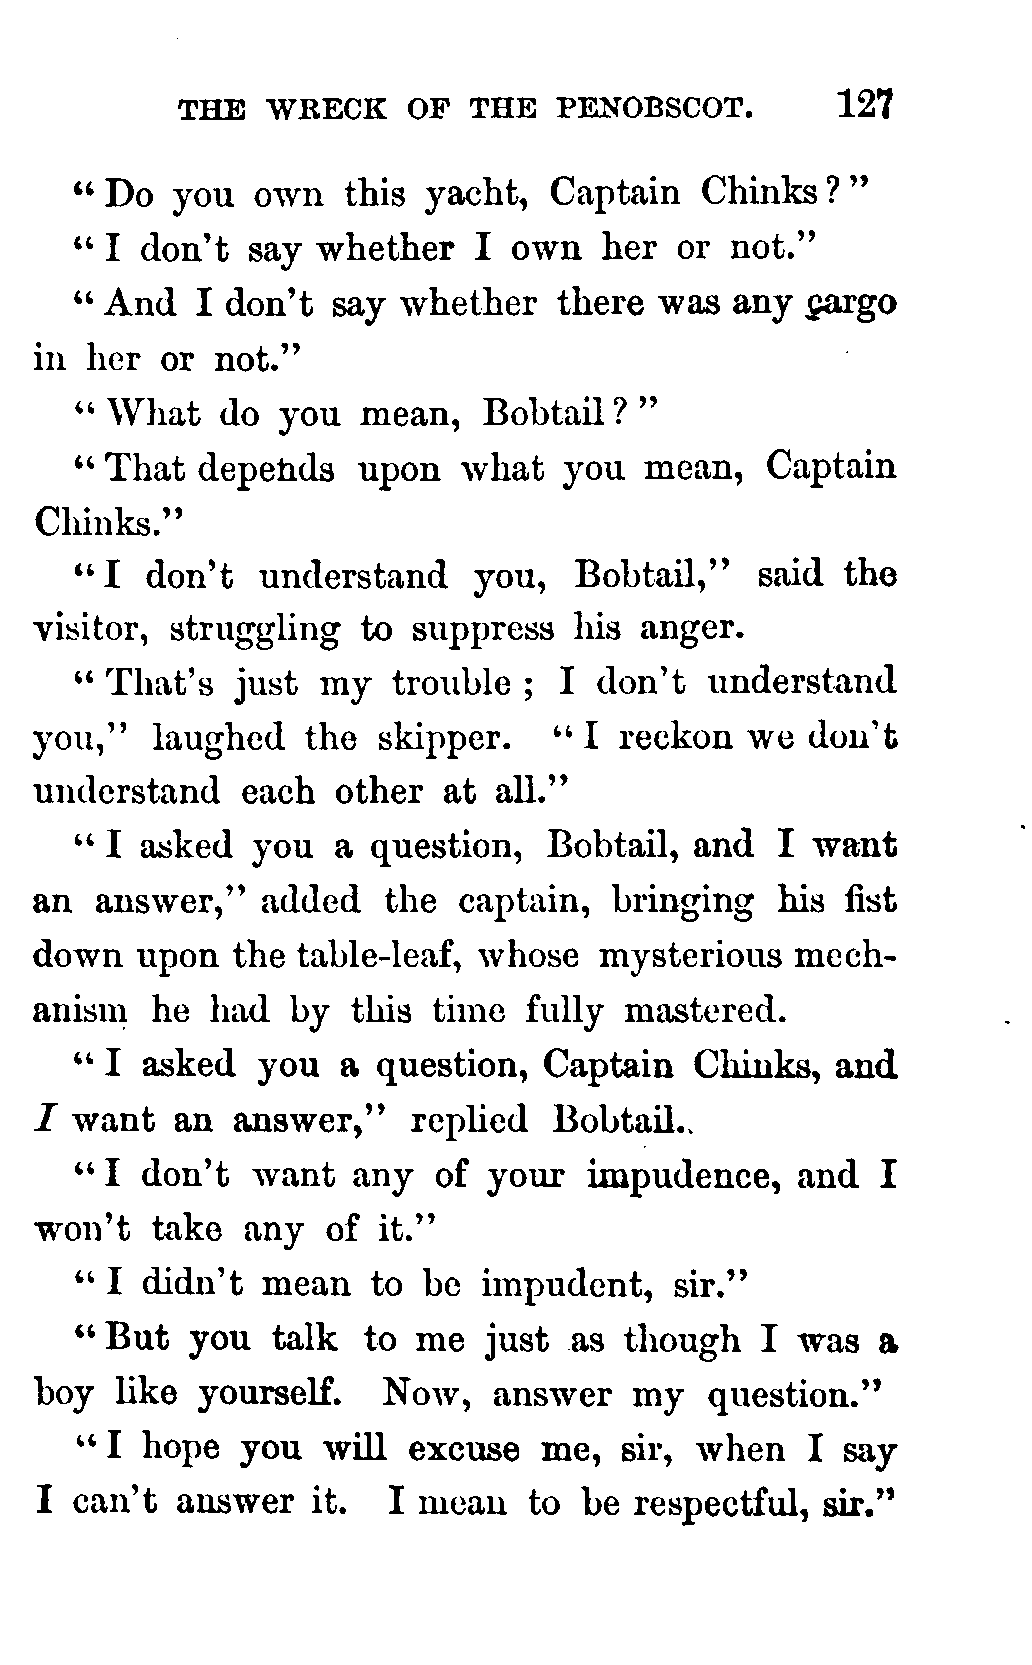 THE WRECK OF THE PENOBSCOT. 127
"Do you own this yacht, Captain Chinks?"
"I don't say whether I own her or not."
"And I don't say whether there was any cargo
in her or not."
"What do you mean, Bobtail?"
"That depends upon what you mean, Captain
Chinks."
"I don't understand you, Bobtail," said the
visitor, struggling to suppress his anger.
"That's just my trouble; I don't understand
you," laughed the skipper. "I reckon we don't
understand each other at all."
"I asked you a question, Bobtail, and I want
an answer," added the captain, bringing his fist
down upon the table-leaf, whose mysterious mech-
anism he had by this time fully mastered.
"I asked you a question, Captain Chinks, and
I want an answer," replied Bobtail.
"I don't want any of your impudence, and I
won't take any of it."
"I didn't mean to be impudent, sir."
"But you talk to me just as though I was a
boy like yourself. Now, answer my question."
"I hope you will excuse me, sir, when I say
I can't answer it. I mean to be respectful, sir."